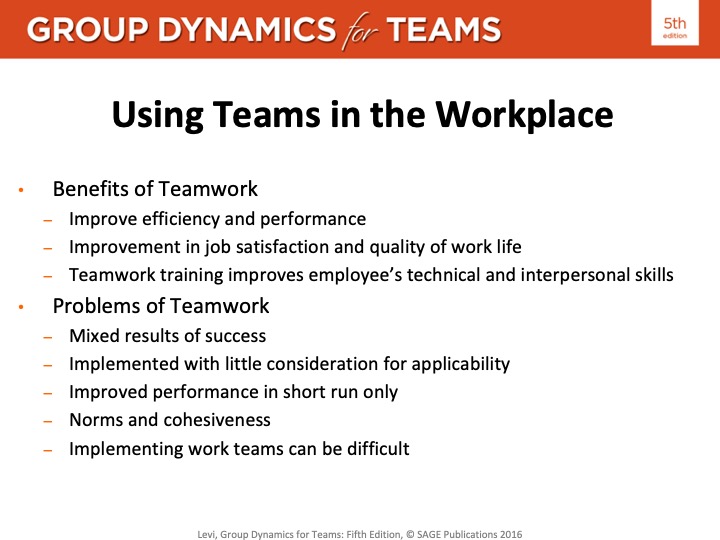 GROUP DYNAMICS for TEAMS
5th
edition
Using Teams in the Workplace
• Benefits of Teamwork
– Improve efficiency and performance
– Improvement in job satisfaction and quality of work life
– Teamwork training improves employee’s technical and interpersonal skills
• Problems of Teamwork
– Mixed results of success
– Implemented with little consideration for applicability
– Improved performance in short run only
– Norms and cohesiveness
– Implementing work teams can be difficult
Levi, Group Dynamics for Teams: Fifth Edition, © SAGE Publications 2016